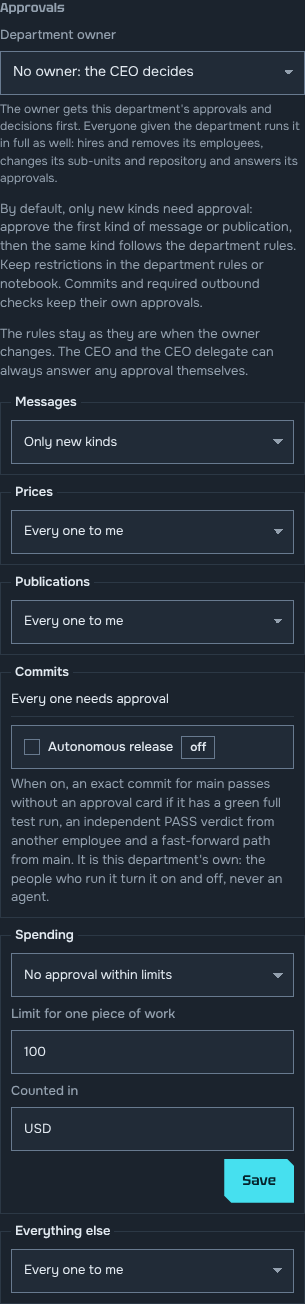 Approvals
Department owner
No owner: the CEO decides
The owner gets this department's approvals and
decisions first. Everyone given the department runs it
in full as well: hires and removes its employees,
changes its sub-units and repository and answers its
approvals.
By default, only new kinds need approval:
approve the first kind of message or publication,
then the same kind follows the department rules.
Keep restrictions in the department rules or
notebook. Commits and required outbound
checks keep their own approvals.
The rules stay as they are when the owner
changes. The CEO and the CEO delegate can
always answer any approval themselves.
Messages
Only new kinds
Prices
Every one to me
Publications
Every one to me
Commits
Every one needs approval
Autonomous release off
When on, an exact commit for main passes
without an approval card if it has a green full
test run, an independent PASS verdict from
another employee and a fast-forward path
from main. It is this department's own: the
people who run it turn it on and off, never an
agent.
Spending
No approval within limits
Limit for one piece of work
100
Counted in
USD
Save
Everything else
Every one to me